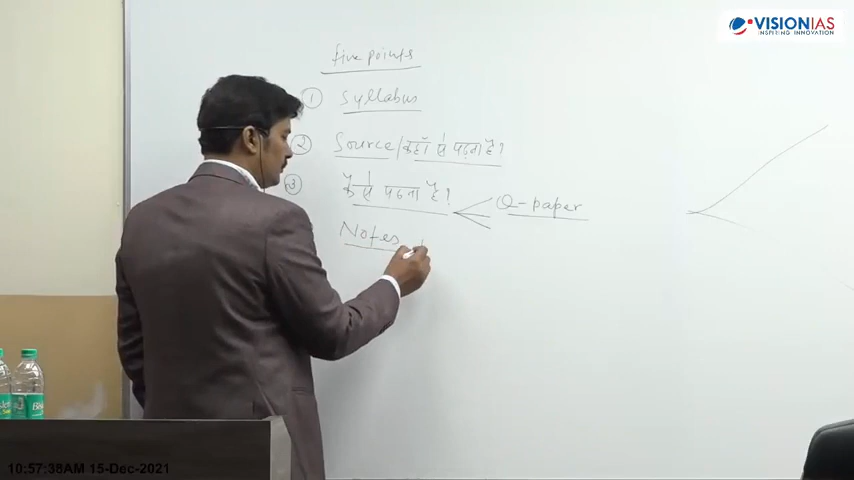 VISIONIAS
INSPIRING INNOVATION
five points
① Syllabus
② Source/कहाँ से पढ़ना है?
③ कैसे पढ़ना है? Q-paper
Notes
10:57:38AM 15-Dec-2021